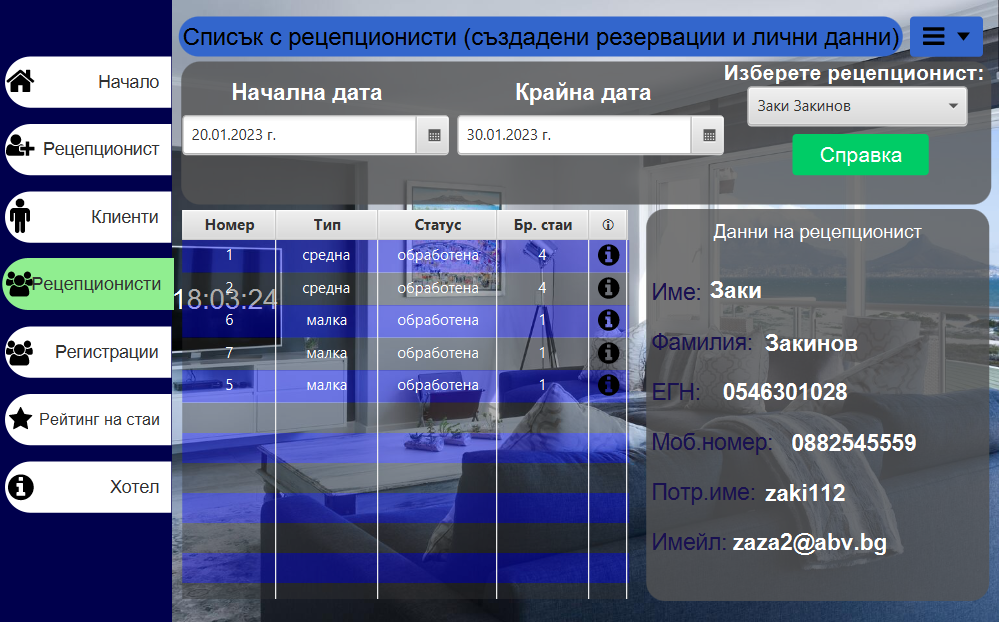 Списък с рецепционисти (създадени резервации и лични данни)
Начало
Рецепционист
Клиенти
Рецепционисти
Регистрации
Рейтинг на стаи
Хотел
Начална дата
Крайна дата
Изберете рецепционист:
20.01.2023 г.
30.01.2023 г.
Заки Закинов
Справка
Номер Тип Статус Бр. стаи
1 средна обработена 4
2 средна обработена 4
6 малка обработена 1
7 малка обработена 1
5 малка обработена 1
18:03:24
Данни на рецепционист
Име: Заки
Фамилия: Закинов
ЕГН: 0546301028
Моб.номер: 0882545559
Потр.име: zaki112
Имейл: zaza2@abv.bg